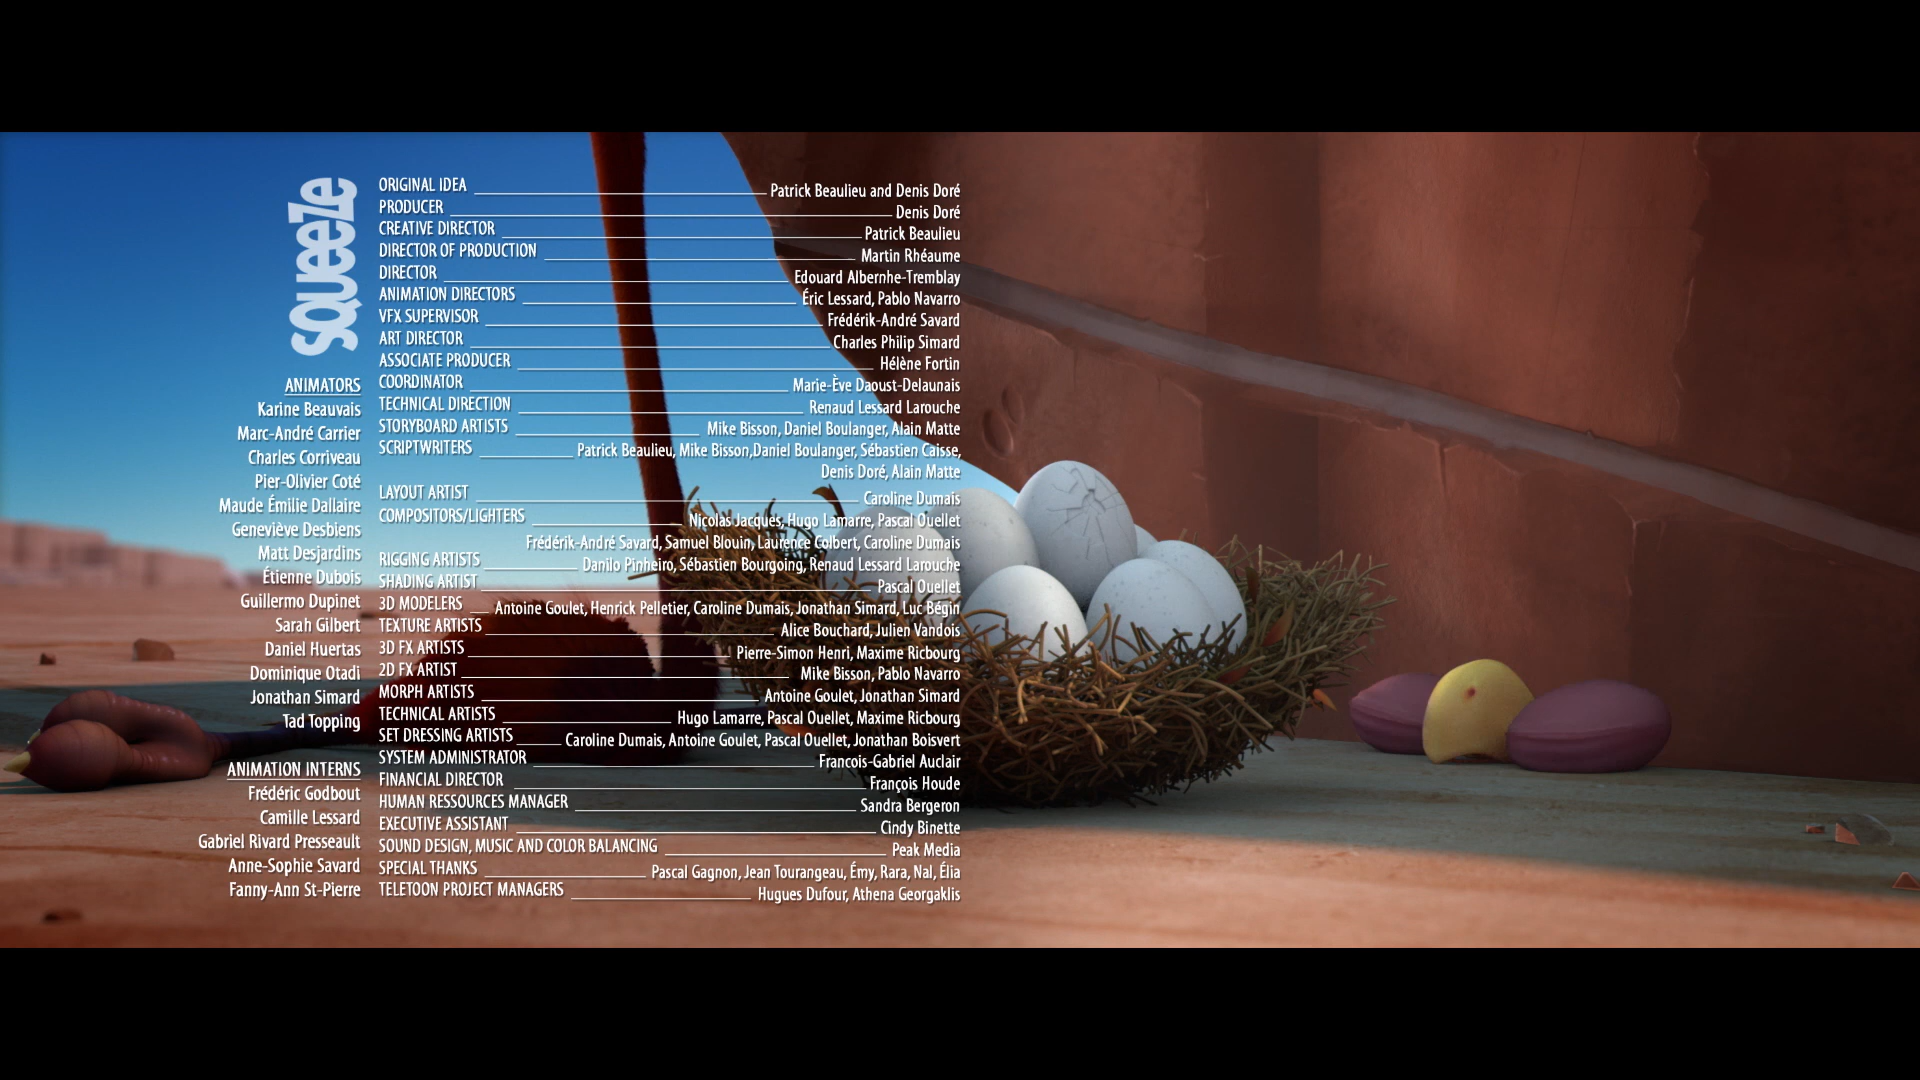 squeeze
ANIMATORS
Karine Beauvais
Marc-André Carrier
Charles Corriveau
Pier-Olivier Coté
Maude Émilie Dallaire
Geneviève Desbiens
Matt Desjardins
Étienne Dubois
Guillermo Dupinet
Sarah Gilbert
Daniel Huertas
Dominique Otadi
Jonathan Simard
Tad Topping
ANIMATION INTERNS
Frédéric Godbout
Camille Lessard
Gabriel Rivard Presseault
Anne-Sophie Savard
Fanny-Ann St-Pierre
ORIGINAL IDEA Patrick Beaulieu and Denis Doré
PRODUCER Denis Doré
CREATIVE DIRECTOR Patrick Beaulieu
DIRECTOR OF PRODUCTION Martin Rhéaume
DIRECTOR Edouard Albernhe-Tremblay
ANIMATION DIRECTORS Éric Lessard, Pablo Navarro
VFX SUPERVISOR Frédérik-André Savard
ART DIRECTOR Charles Philip Simard
ASSOCIATE PRODUCER Hélène Fortin
COORDINATOR Marie-Ève Daoust-Delaunais
TECHNICAL DIRECTION Renaud Lessard Larouche
STORYBOARD ARTISTS Mike Bisson, Daniel Boulanger, Alain Matte
SCRIPTWRITERS Patrick Beaulieu, Mike Bisson,Daniel Boulanger, Sébastien Caisse,
Denis Doré, Alain Matte
LAYOUT ARTIST Caroline Dumais
COMPOSITORS/LIGHTERS Nicolas Jacques, Hugo Lamarre, Pascal Ouellet
Frédérik-André Savard, Samuel Blouin, Laurence Colbert, Caroline Dumais
RIGGING ARTISTS Danilo Pinheiro, Sébastien Bourgoing, Renaud Lessard Larouche
SHADING ARTIST Pascal Ouellet
3D MODELERS Antoine Goulet, Henrick Pelletier, Caroline Dumais, Jonathan Simard, Luc Bégin
TEXTURE ARTISTS Alice Bouchard, Julien Vandois
3D FX ARTISTS Pierre-Simon Henri, Maxime Ricbourg
2D FX ARTIST Mike Bisson, Pablo Navarro
MORPH ARTISTS Antoine Goulet, Jonathan Simard
TECHNICAL ARTISTS Hugo Lamarre, Pascal Ouellet, Maxime Ricbourg
SET DRESSING ARTISTS Caroline Dumais, Antoine Goulet, Pascal Ouellet, Jonathan Boisvert
SYSTEM ADMINISTRATOR Francois-Gabriel Auclair
FINANCIAL DIRECTOR François Houde
HUMAN RESSOURCES MANAGER Sandra Bergeron
EXECUTIVE ASSISTANT Cindy Binette
SOUND DESIGN, MUSIC AND COLOR BALANCING Peak Media
SPECIAL THANKS Pascal Gagnon, Jean Tourangeau, Émy, Rara, Nal, Élia
TELETOON PROJECT MANAGERS Hugues Dufour, Athena Georgaklis